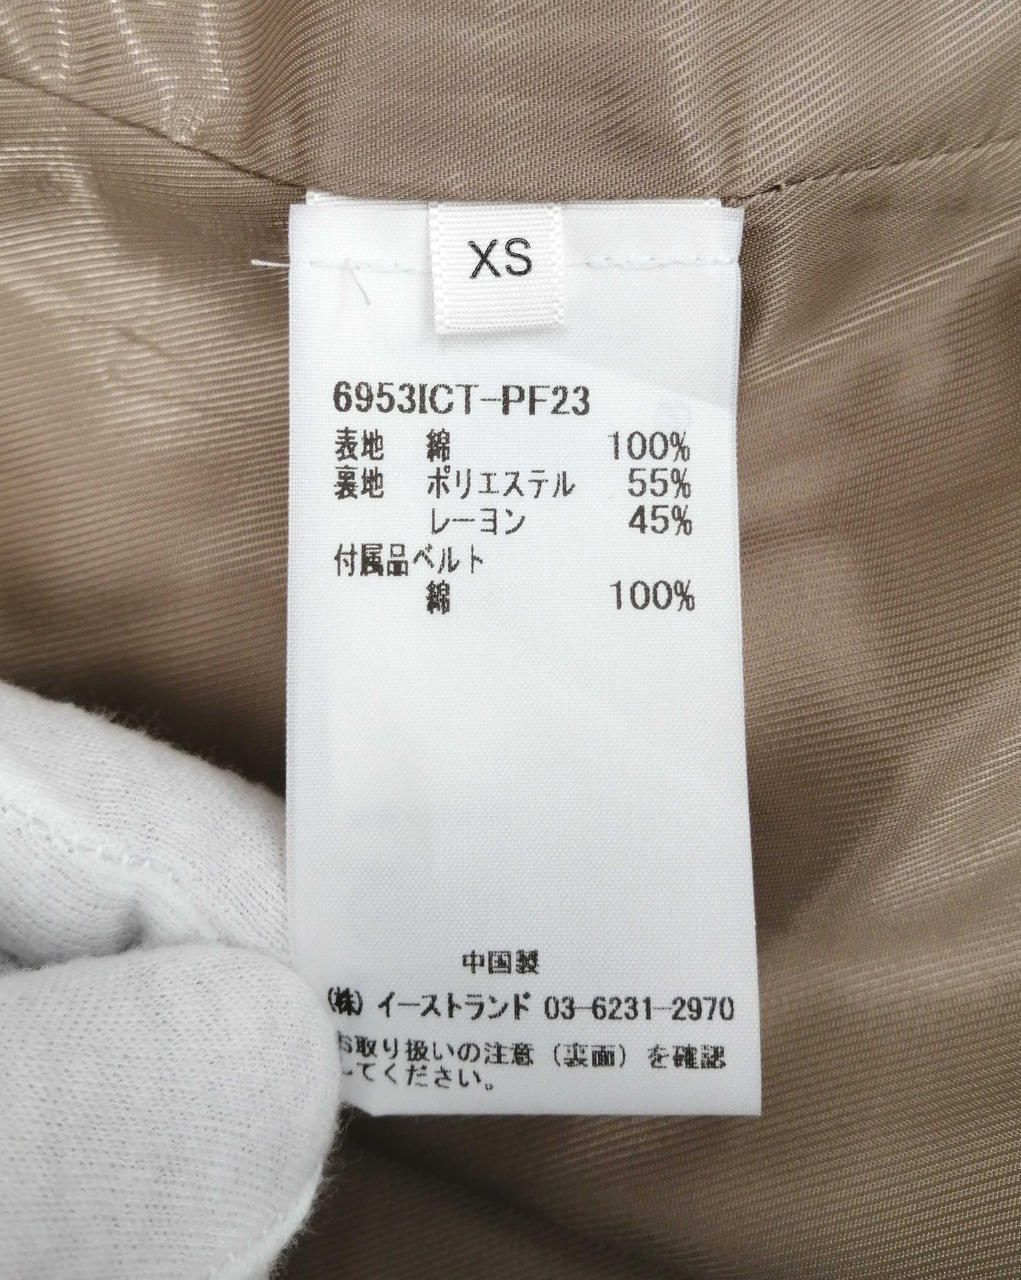 XS
6953ICT-PF23
表地 綿 100%
裏地 ポリエステル 55%
レーヨン 45%
付属品ベルト
綿 100%
中国製
(株) イーストランド 03-6231-2970
お取り扱いの注意(裏面)を確認
してください。